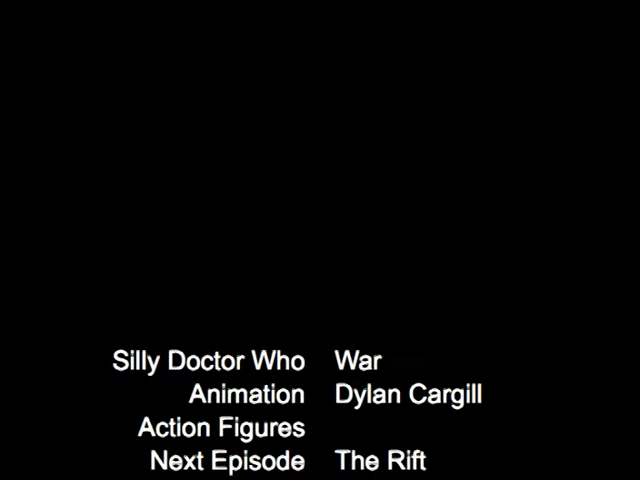 Silly Doctor Who War
Animation Dylan Cargill
Action Figures
Next Episode The Rift